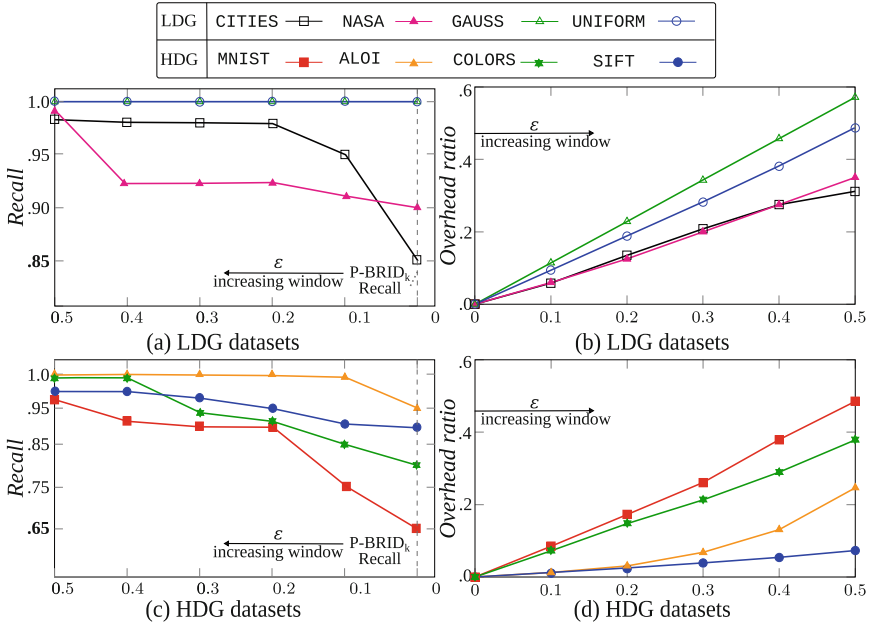 LDG CITIES NASA GAUSS UNIFORM
HDG MNIST ALOI COLORS SIFT
Recall
1.0
.95
.90
.85
ε
increasing window
P-BRIDk,r
Recall
0.5 0.4 0.3 0.2 0.1 0
(a) LDG datasets
Overhead ratio
.6
.4
.2
.0
ε
increasing window
0 0.1 0.2 0.3 0.4 0.5
(b) LDG datasets
Recall
1.0
.95
.85
.75
.65
ε
increasing window
P-BRIDk
Recall
0.5 0.4 0.3 0.2 0.1 0
(c) HDG datasets
Overhead ratio
.6
.4
.2
.0
ε
increasing window
0 0.1 0.2 0.3 0.4 0.5
(d) HDG datasets